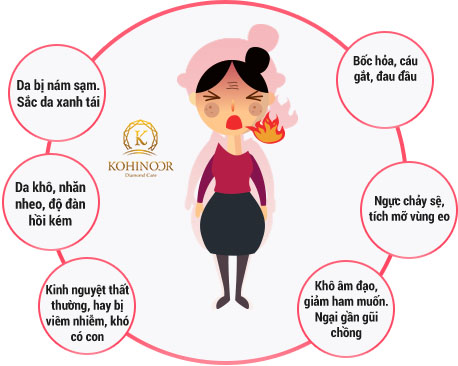 Da bị nám sạm.
Sắc da xanh tái
Bốc hỏa, cáu
gắt, đau đầu
K
KOHINOOR
Diamond Care
Da khô, nhăn
nheo, độ đàn
hồi kém
Ngực chảy sệ,
tích mỡ vùng eo
Kinh nguyệt thất
thường, hay bị
viêm nhiễm, khó
có con
Khô âm đạo,
giảm ham muốn.
Ngại gần gũi
chồng